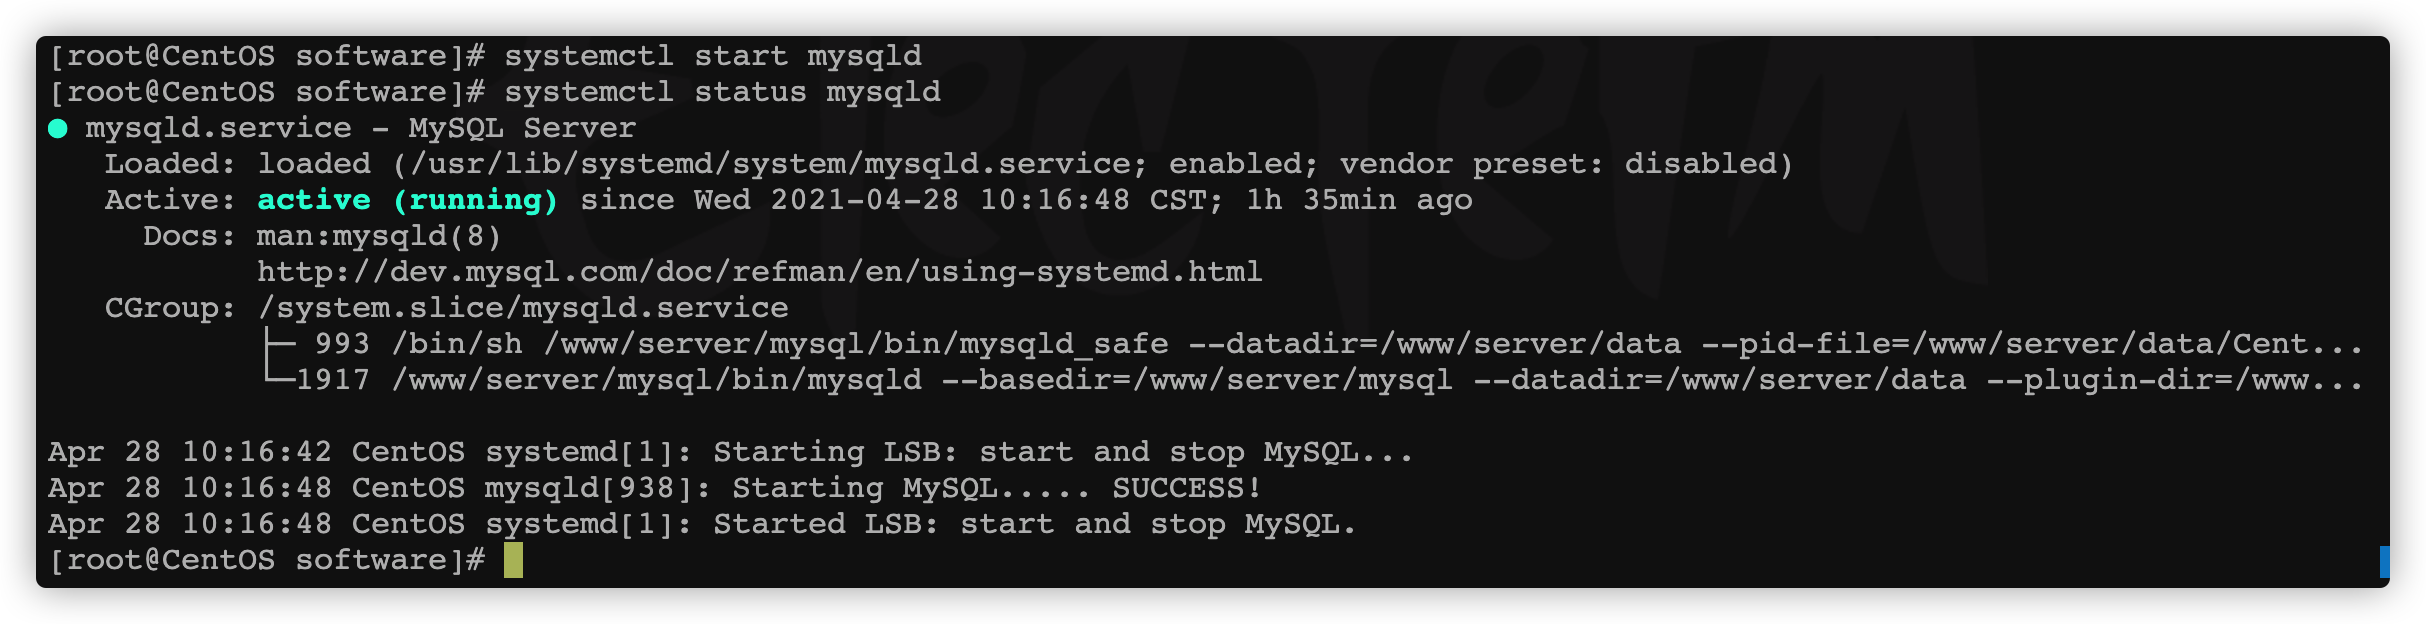 [root@CentOS software]# systemctl start mysqld
[root@CentOS software]# systemctl status mysqld
● mysqld.service - MySQL Server
   Loaded: loaded (/usr/lib/systemd/system/mysqld.service; enabled; vendor preset: disabled)
   Active: active (running) since Wed 2021-04-28 10:16:48 CST; 1h 35min ago
     Docs: man:mysqld(8)
           http://dev.mysql.com/doc/refman/en/using-systemd.html
   CGroup: /system.slice/mysqld.service
           ├─ 993 /bin/sh /www/server/mysql/bin/mysqld_safe --datadir=/www/server/data --pid-file=/www/server/data/Cent...
           └─1917 /www/server/mysql/bin/mysqld --basedir=/www/server/mysql --datadir=/www/server/data --plugin-dir=/www...
Apr 28 10:16:42 CentOS systemd[1]: Starting LSB: start and stop MySQL...
Apr 28 10:16:48 CentOS mysqld[938]: Starting MySQL..... SUCCESS!
Apr 28 10:16:48 CentOS systemd[1]: Started LSB: start and stop MySQL.
[root@CentOS software]#